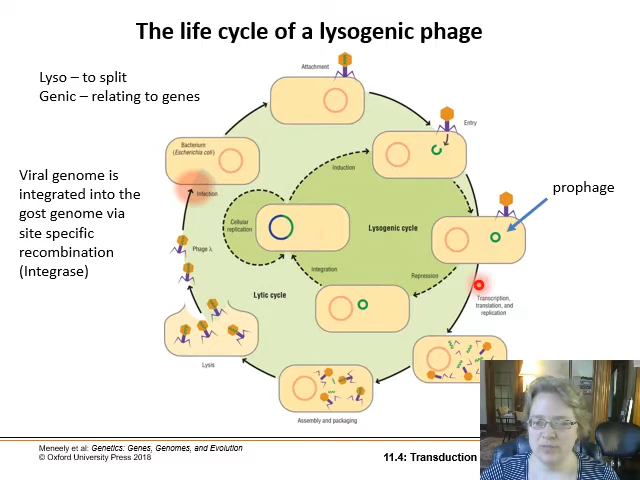 The life cycle of a lysogenic phage
Lyso – to split
Genic – relating to genes
Attachment
Entry
Bacterium
(Escherichia coli)
Infection
Induction
Viral genome is
integrated into the
gost genome via
site specific
recombination
(Integrase)
prophage
Cellular
replication
Lysogenic cycle
Phage λ
Integration
Repression
Lytic cycle
Transcription,
translation, and
replication
Lysis
Assembly and packaging
Meneely et al: Genetics: Genes, Genomes, and Evolution
© Oxford University Press 2018
11.4: Transduction